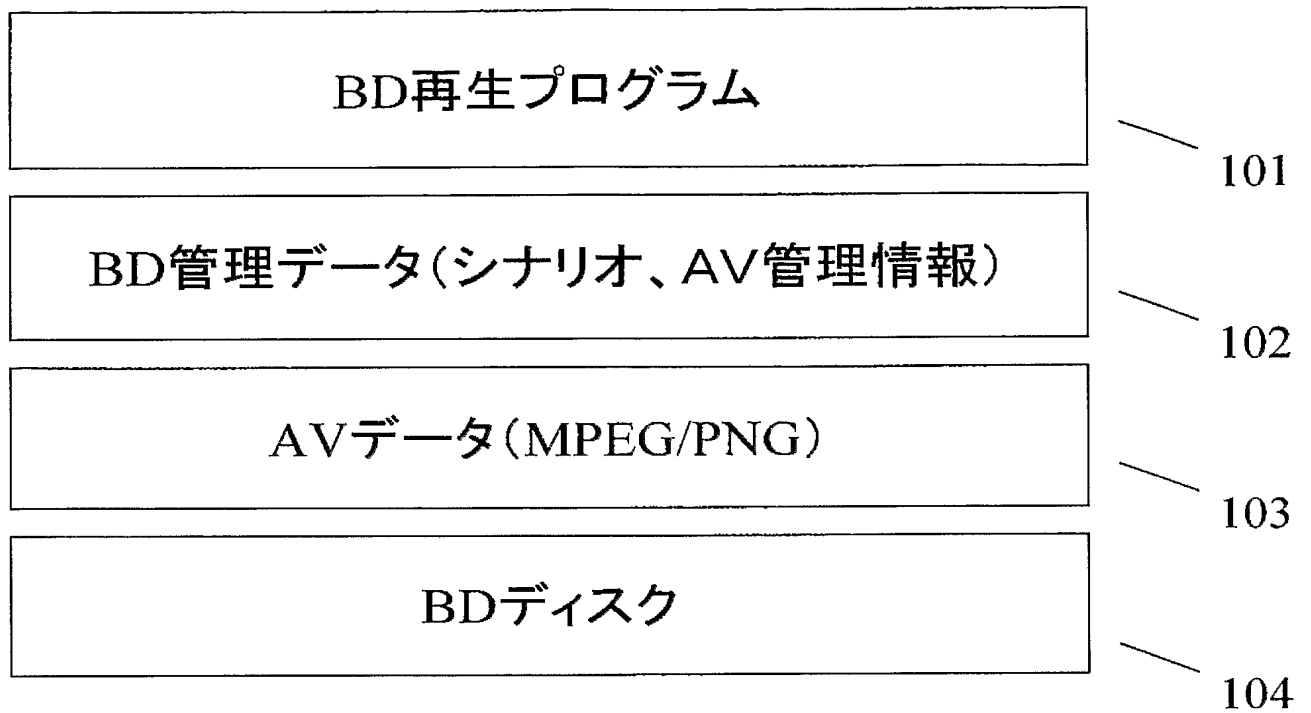 BD再生プログラム
101
BD管理データ(シナリオ、AV管理情報)
102
AVデータ(MPEG/PNG)
103
BDディスク
104